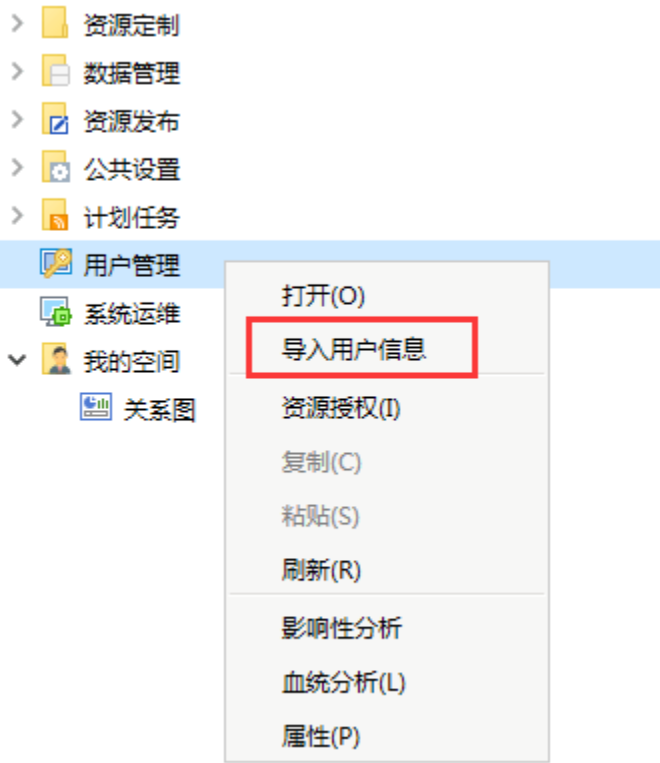 资源定制
数据管理
资源发布
公共设置
计划任务
用户管理
系统运维
我的空间
关系图
打开(O)
导入用户信息
资源授权(I)
复制(C)
粘贴(S)
刷新(R)
影响性分析
血统分析(L)
属性(P)